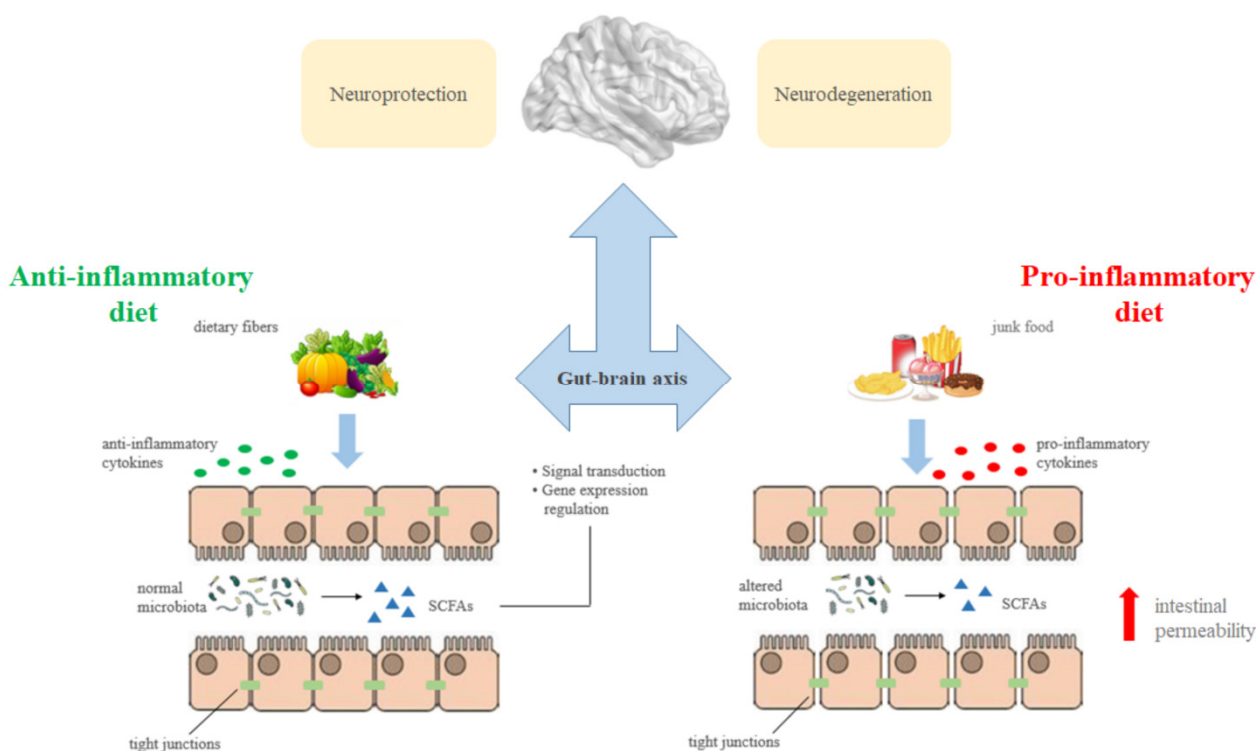 Neuroprotection
Neurodegeneration
Anti-inflammatory
diet
dietary fibers
Gut-brain axis
Pro-inflammatory
diet
junk food
anti-inflammatory
cytokines
• Signal transduction
• Gene expression
regulation
pro-inflammatory
cytokines
normal
microbiota
SCFAs
altered
microbiota
SCFAs
intestinal
permeability
tight junctions
tight junctions